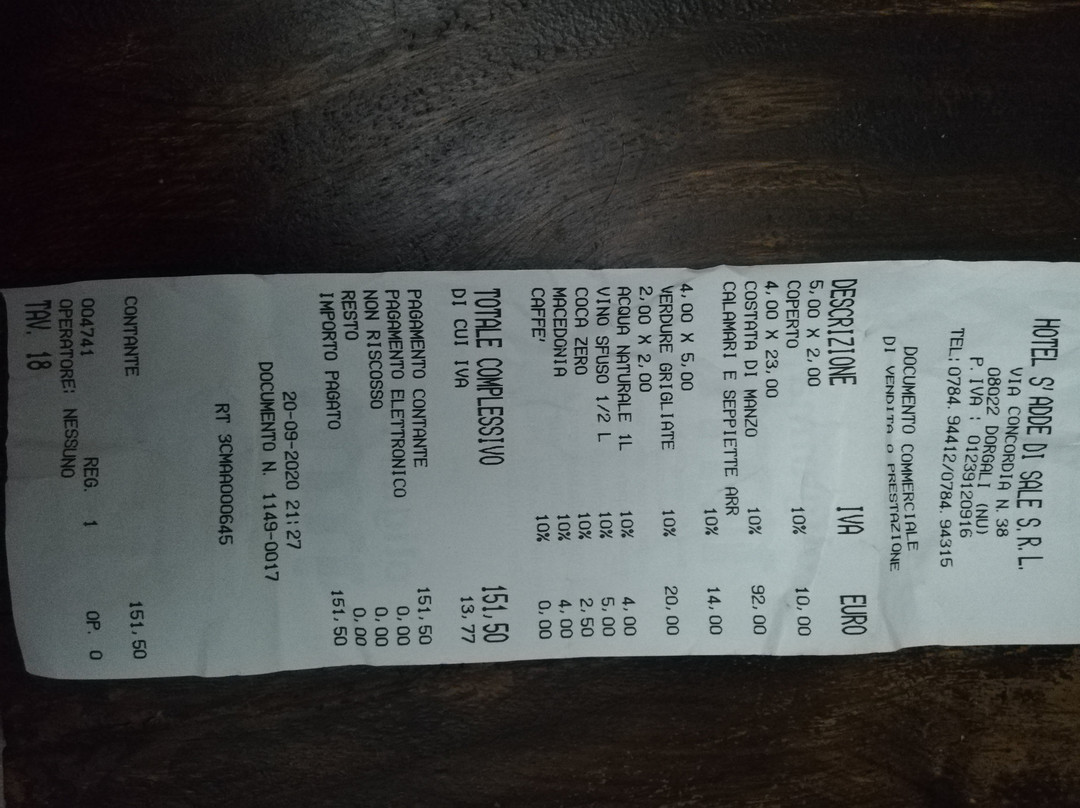 HOTEL S'ADDE DI SALE S.R.L.
VIA CONCORDIA N.38
08022 DORGALI (NU)
P.IVA : 01239120916
TEL:0784.94412/0784.94315
DOCUMENTO COMMERCIALE
DI VENDITA O PRESTAZIONE
DESCRIZIONE IVA EURO
5,00 X 2,00
COPERTO 10% 10,00
4,00 X 23,00
COSTATA DI MANZO 10% 92,00
CALAMARI E SEPPIETTE ARR
10% 14,00
4,00 X 5,00
VERDURE GRIGLIATE 10% 20,00
2,00 X 2,00
ACQUA NATURALE 1L 10% 4,00
VINO SFUSO 1/2 L 10% 5,00
COCA ZERO 10% 2,50
MACEDONIA 10% 4,00
CAFFE' 10% 0,00
TOTALE COMPLESSIVO 151,50
DI CUI IVA 13,77
PAGAMENTO CONTANTE 151,50
PAGAMENTO ELETTRONICO 0,00
NON RISCOSSO 0,00
RESTO 0,00
IMPORTO PAGATO 151,50
20-09-2020 21:27
DOCUMENTO N. 1149-0017
RT 3CMAA000645
CONTANTE 151,50
004741 REG. 1 OP. 0
OPERATORE: NESSUNO
TAV. 18